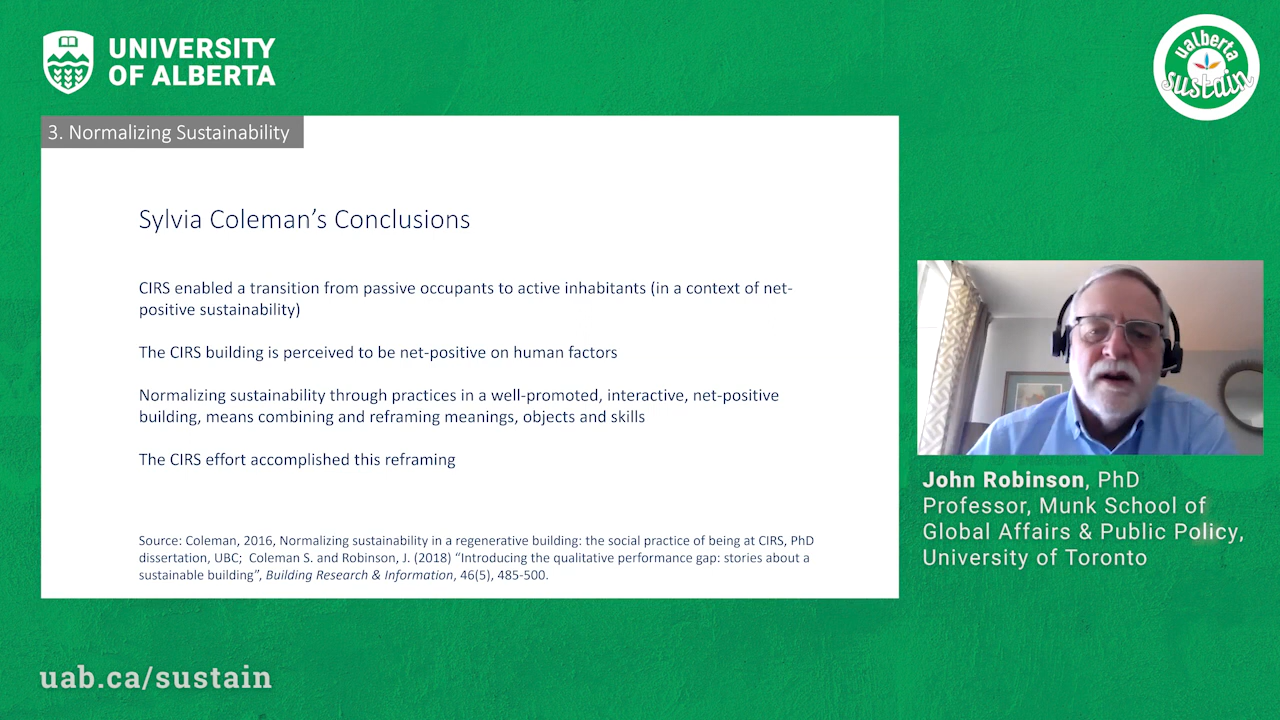 UNIVERSITY
OF ALBERTA
ualberta
sustain
3. Normalizing Sustainability
Sylvia Coleman’s Conclusions
CIRS enabled a transition from passive occupants to active inhabitants (in a context of net-
positive sustainability)
The CIRS building is perceived to be net-positive on human factors
Normalizing sustainability through practices in a well-promoted, interactive, net-positive
building, means combining and reframing meanings, objects and skills
The CIRS effort accomplished this reframing
Source: Coleman, 2016, Normalizing sustainability in a regenerative building: the social practice of being at CIRS, PhD
dissertation, UBC;  Coleman S. and Robinson, J. (2018) “Introducing the qualitative performance gap: stories about a
sustainable building”, Building Research & Information, 46(5), 485-500.
John Robinson, PhD
Professor, Munk School of
Global Affairs & Public Policy,
University of Toronto
uab.ca/sustain